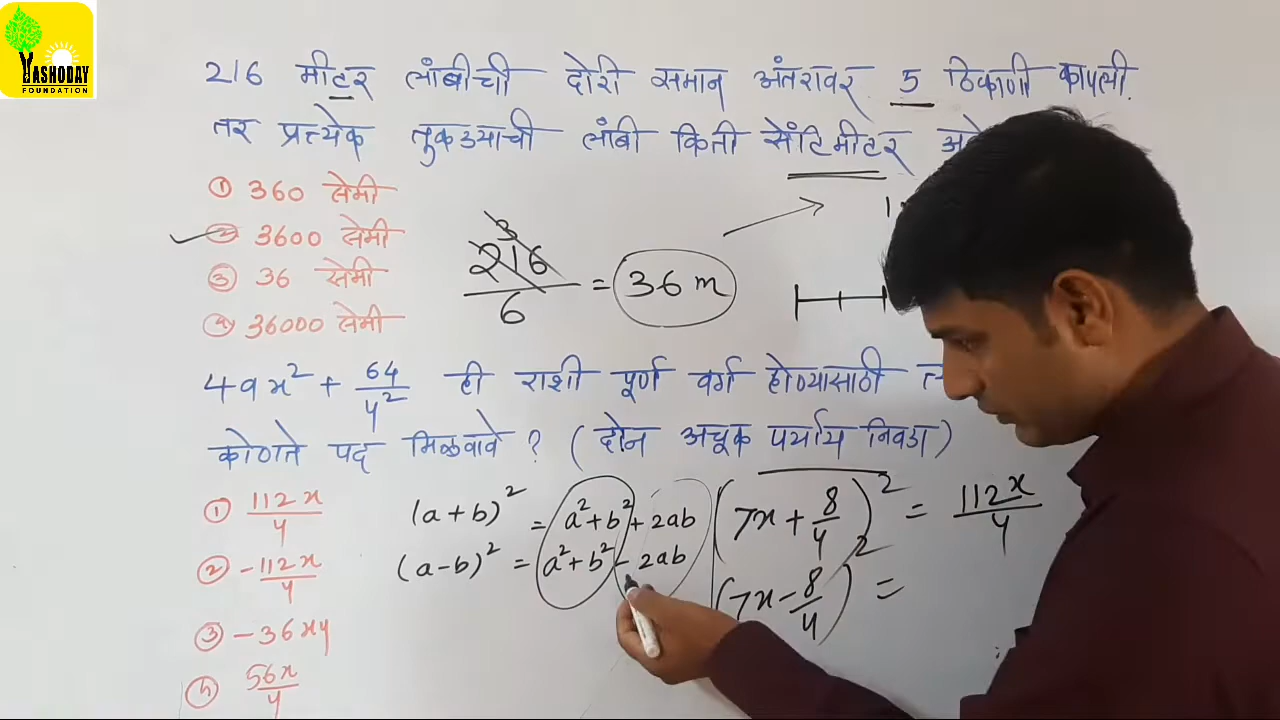 YASHODAY
FOUNDATION
216 मीटर लांबीची दोरी समान अंतरावर 5 ठिकाणी कापली.
तर प्रत्येक तुकड्याची लांबी किती सेंटिमीटर
① 360 सेमी
② 3600 सेमी
③ 36 सेमी
④ 36000 सेमी
216
3
6
= 36 m
49x² + 64/y² ही राशी पूर्ण वर्ग होण्यासाठी
कोणते पद मिळवावे ? ( दोन अचूक पर्याय निवडा )
① 112x/y
② -112x/y
③ -36xy
④ 56x/y
(a+b)² = a²+b²+2ab
(a-b)² = a²+b²-2ab
(7x + 8/y)² = 112x/y
(7x - 8/y)² =